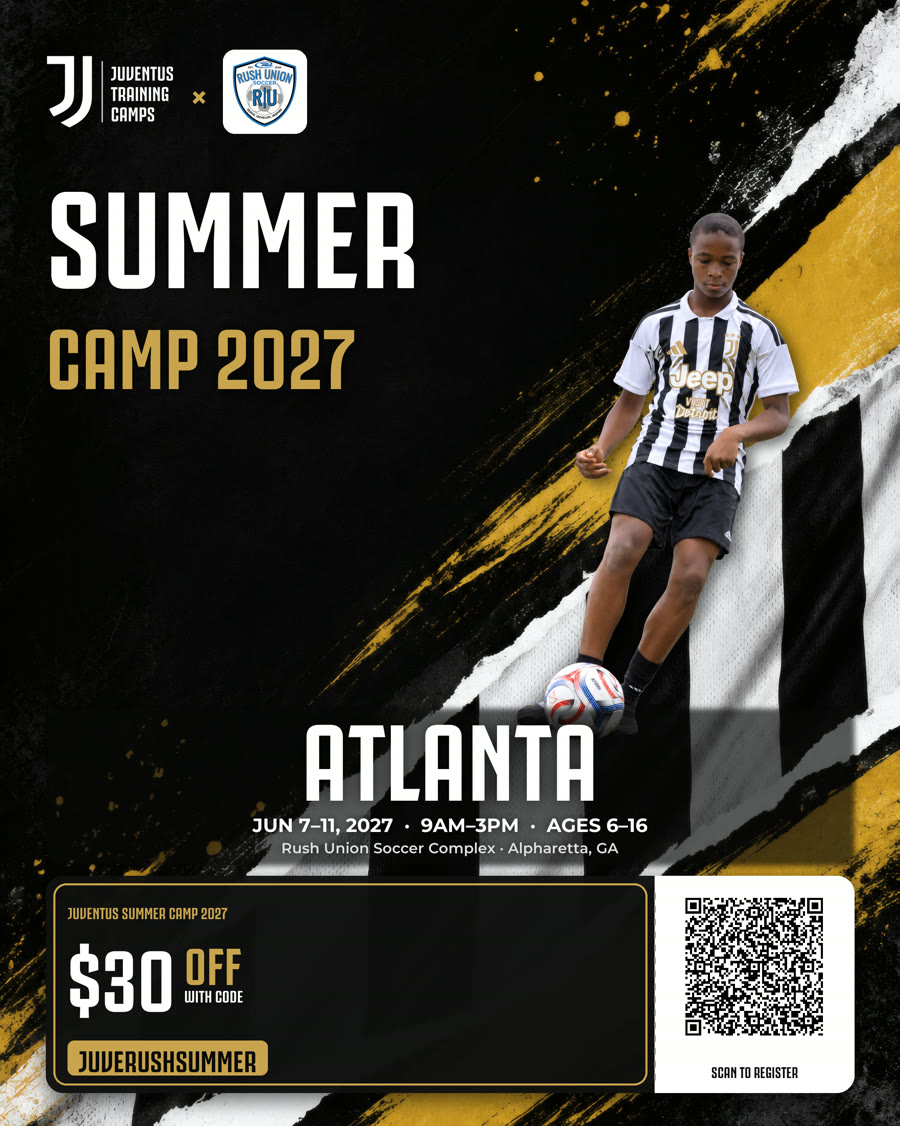 JUVENTUS
TRAINING
CAMPS
×
RUSH UNION
SOCCER
RU
SUMMER
CAMP 2027
Jeep
VISIT
Detroit
ATLANTA
JUN 7–11, 2027 · 9AM–3PM · AGES 6–16
Rush Union Soccer Complex · Alpharetta, GA
JUVENTUS SUMMER CAMP 2027
$30 OFF
WITH CODE
JUVERUSHSUMMER
SCAN TO REGISTER